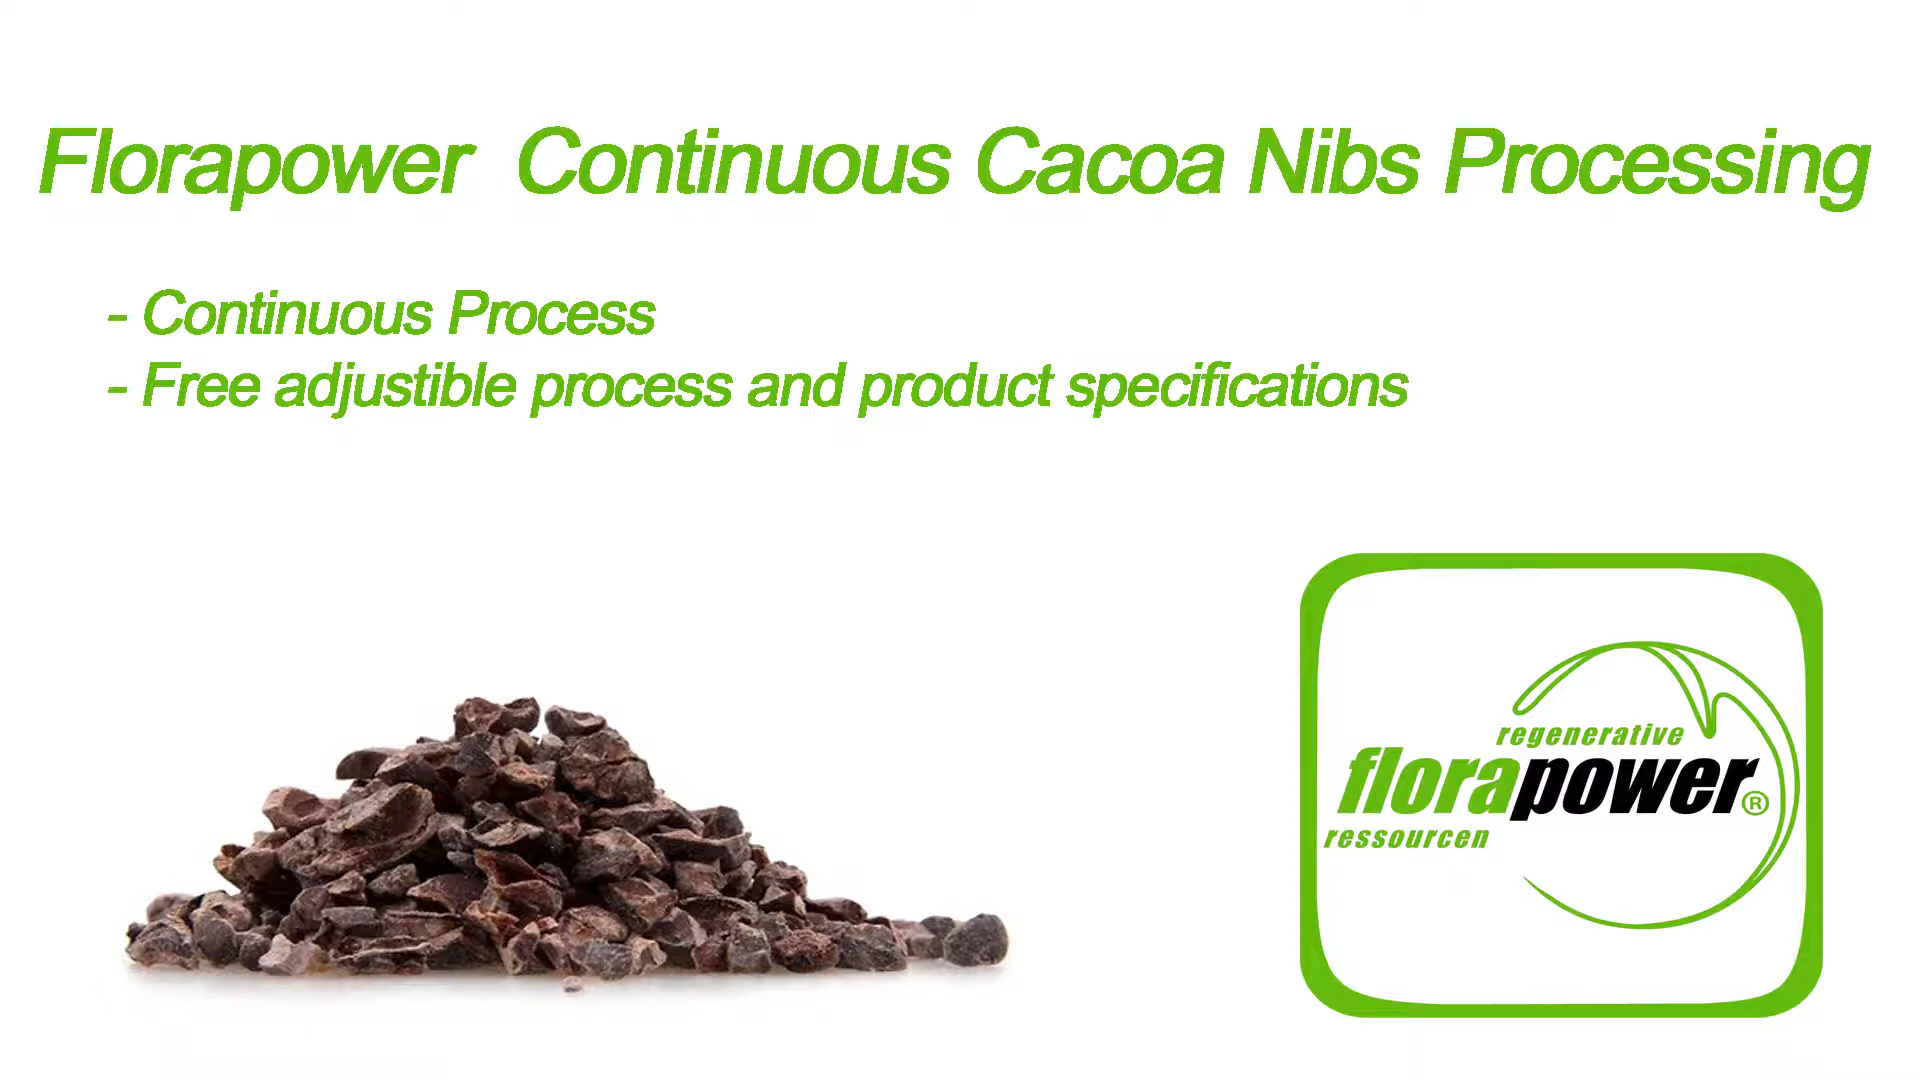 Florapower Continuous Cacoa Nibs Processing
- Continuous Process
- Free adjustible process and product specifications
regenerative
florapower®
ressourcen